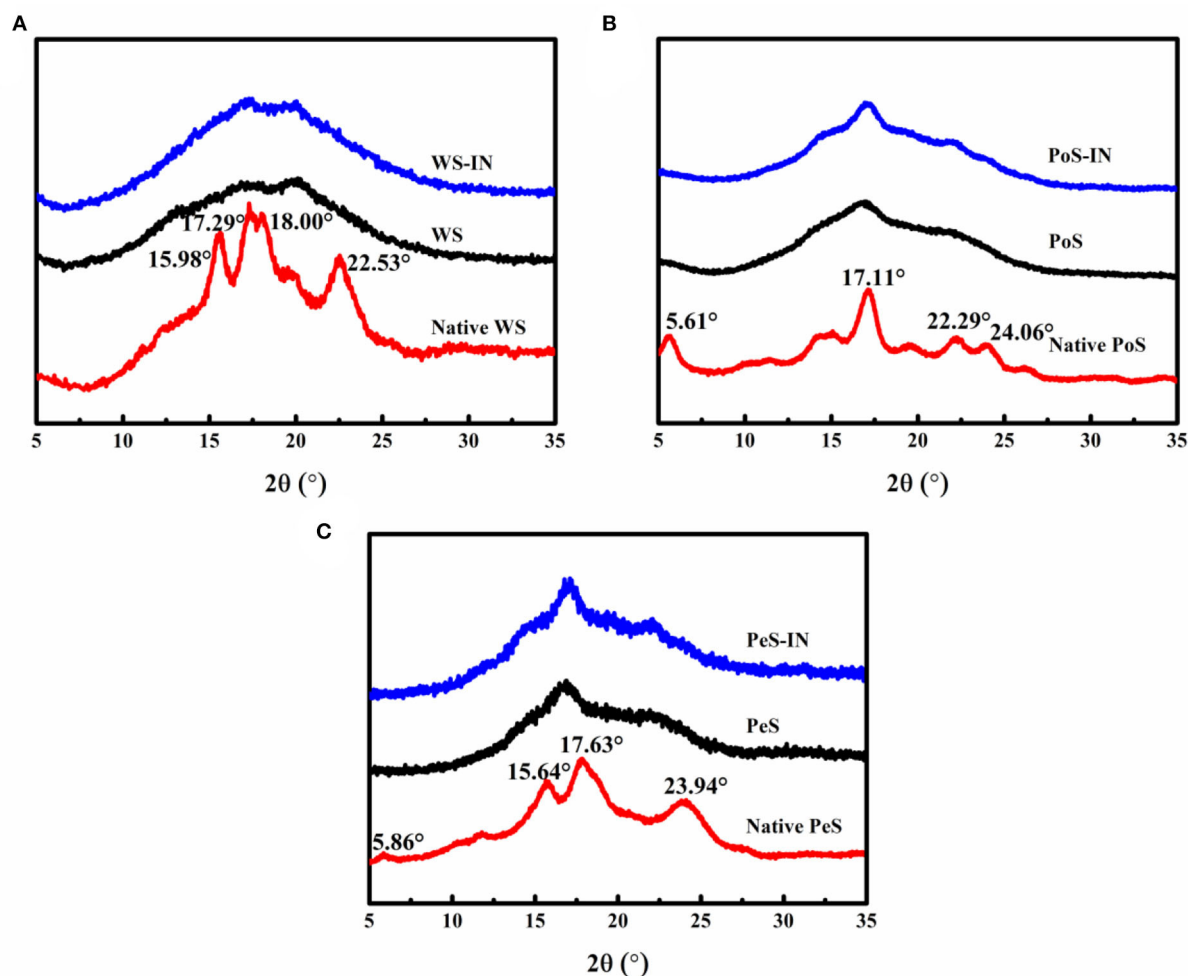 A
WS-IN
WS
17.29°
18.00°
15.98°
22.53°
Native WS
5 10 15 20 25 30 35
2θ (°)
B
PoS-IN
PoS
17.11°
5.61°
22.29°
24.06°
Native PoS
5 10 15 20 25 30 35
2θ (°)
C
PeS-IN
PeS
17.63°
15.64°
23.94°
Native PeS
5.86°
5 10 15 20 25 30 35
2θ (°)